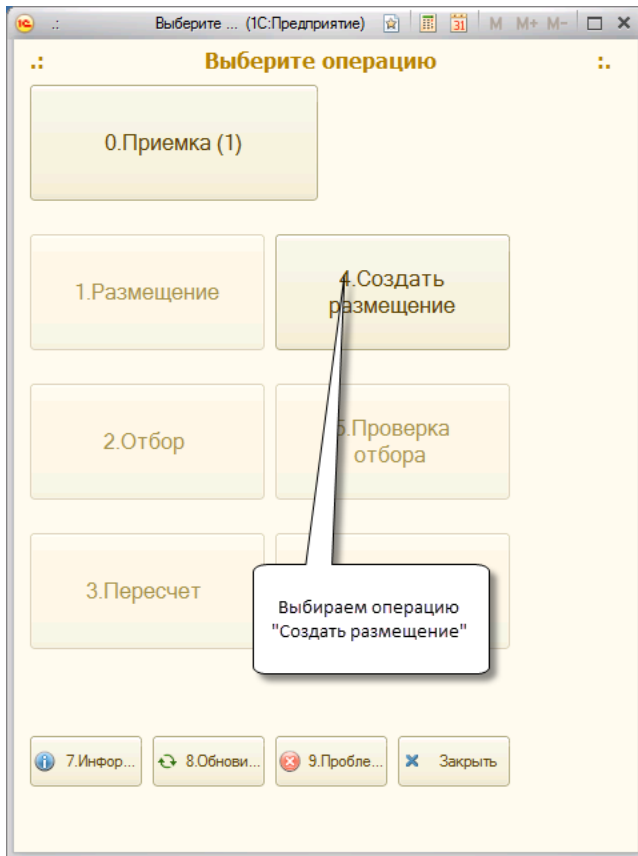 .: Выберите ... (1С:Предприятие) 31 M M+ M-
.: Выберите операцию :.
0.Приемка (1)
1.Размещение
4.Создать
размещение
2.Отбор
5.Проверка
отбора
3.Пересчет
Выбираем операцию
"Создать размещение"
7.Инфор...
8.Обнови...
9.Пробле...
Закрыть